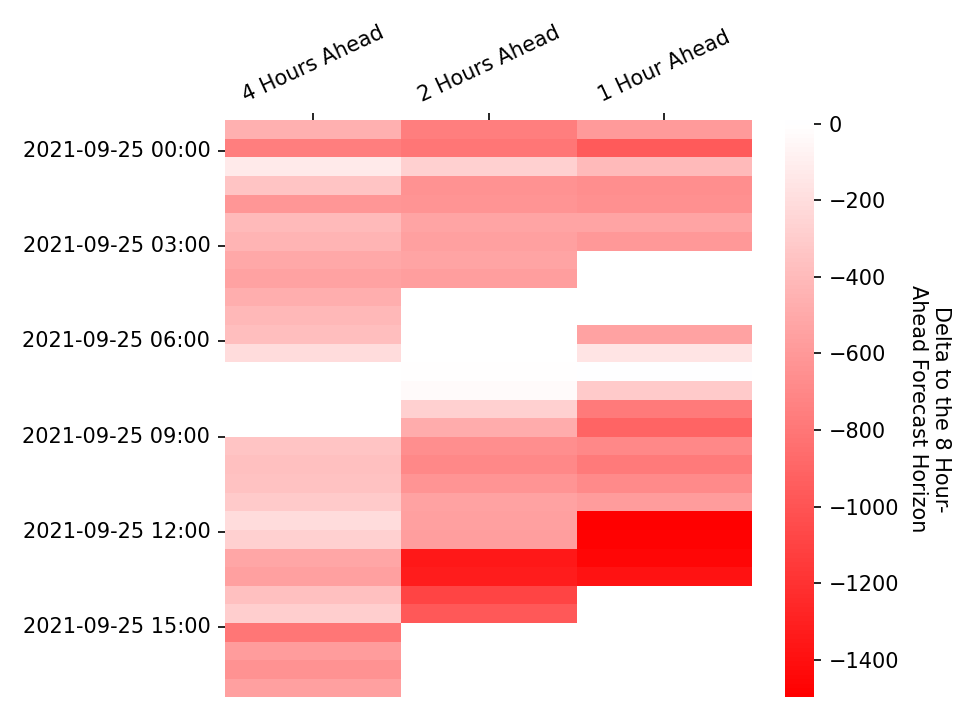 4 Hours Ahead
2 Hours Ahead
1 Hour Ahead
2021-09-25 00:00
2021-09-25 03:00
2021-09-25 06:00
2021-09-25 09:00
2021-09-25 12:00
2021-09-25 15:00
0
−200
−400
−600
−800
−1000
−1200
−1400
Delta to the 8 Hour-
Ahead Forecast Horizon